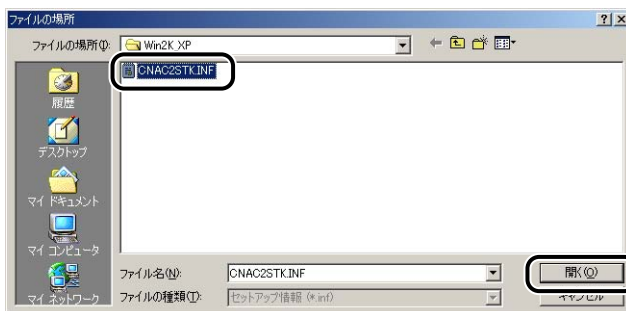 ファイルの場所
ファイルの場所(I):
Win2K_XP
CNAC2STK.INF
履歴
デスクトップ
マイ ドキュメント
マイ コンピュータ
マイ ネットワーク
ファイル名(N):
CNAC2STK.INF
開く(O)
ファイルの種類(T):
セットアップ情報 (*.inf)
キャンセル